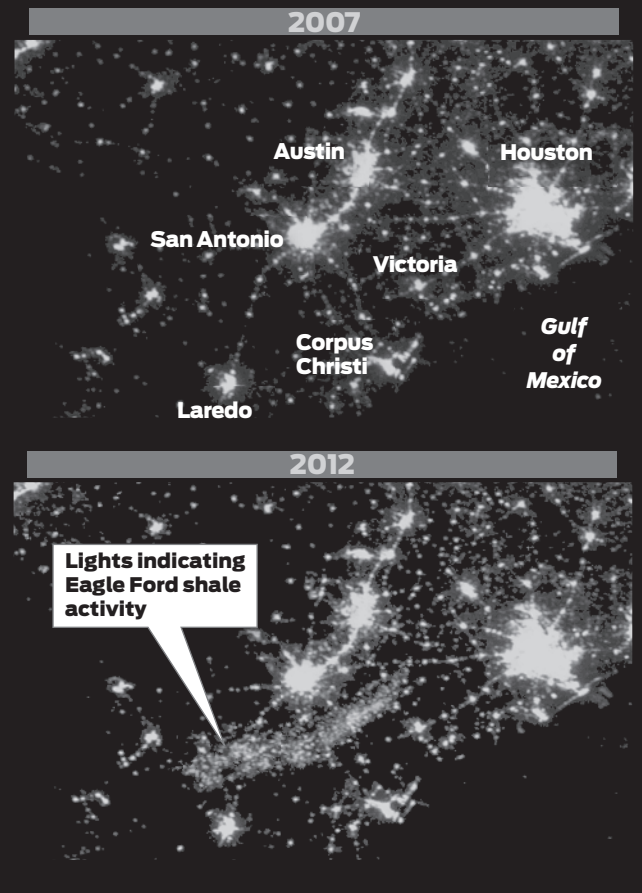 2007
Austin
Houston
San Antonio
Victoria
Gulf
of
Mexico
Corpus
Christi
Laredo
2012
Lights indicating
Eagle Ford shale
activity